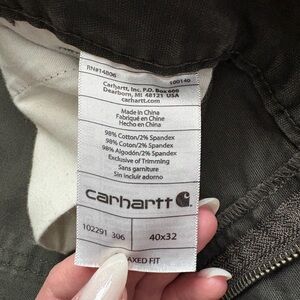 RN#14806
100140
Carhartt, Inc. P.O. Box 600
Dearborn, MI 48121 USA
carhartt.com
Made in China
Fabriqué en China
Hecho en China
98% Cotton/2% Spandex
98% Coton/2% Spandex
98% Algodón/2% Spandex
Exclusive of Trimming
Sans garniture
Sin incluir adorno
carhartt
102291 306
40x32
AXED FIT